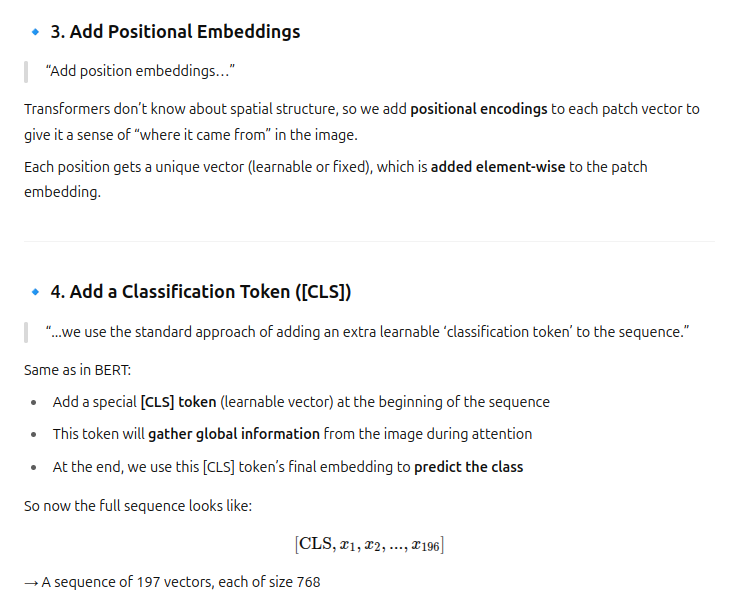 3. Add Positional Embeddings
“Add position embeddings…”
Transformers don’t know about spatial structure, so we add positional encodings to each patch vector to
give it a sense of “where it came from” in the image.
Each position gets a unique vector (learnable or fixed), which is added element-wise to the patch
embedding.
4. Add a Classification Token ([CLS])
“...we use the standard approach of adding an extra learnable ‘classification token’ to the sequence.”
Same as in BERT:
• Add a special [CLS] token (learnable vector) at the beginning of the sequence
• This token will gather global information from the image during attention
• At the end, we use this [CLS] token’s final embedding to predict the class
So now the full sequence looks like:
[CLS, x₁, x₂, ..., x₁₉₆]
→ A sequence of 197 vectors, each of size 768